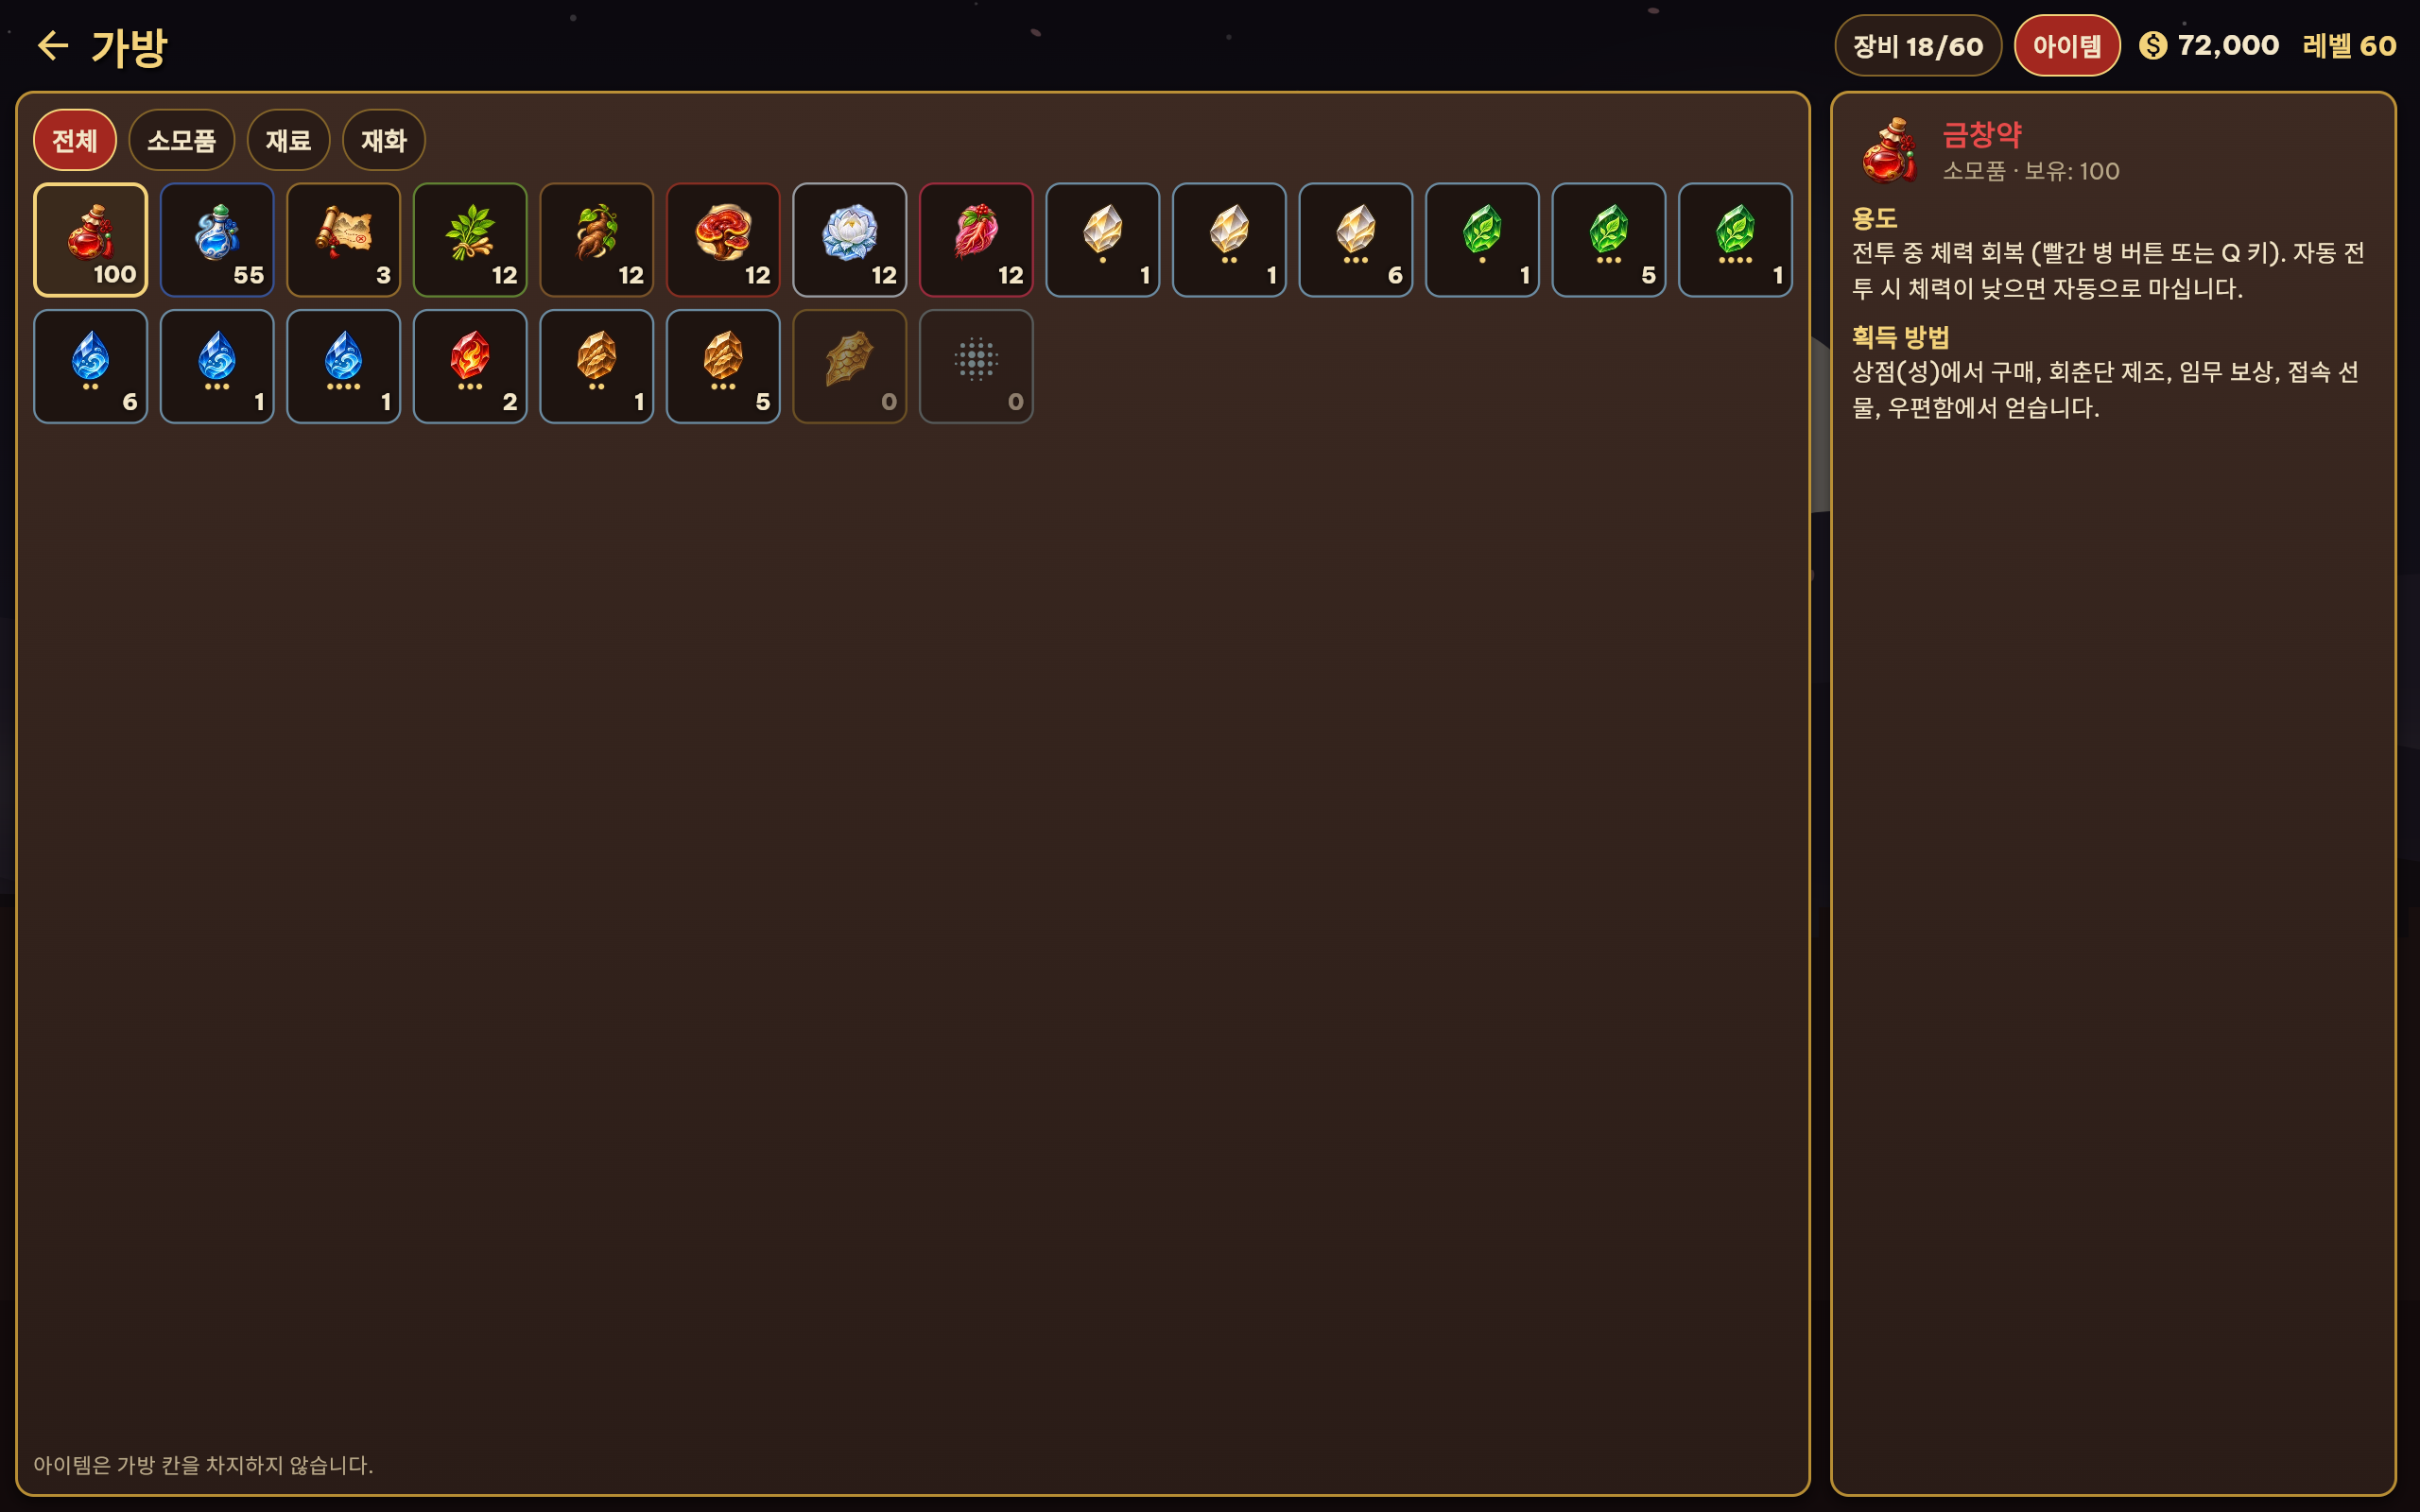 가방
장비 18/60
아이템
72,000
레벨 60
전체
소모품
재료
재화
100
55
3
12
12
12
12
12
1
1
6
1
5
1
6
1
1
2
1
5
0
0
아이템은 가방 칸을 차지하지 않습니다.
금창약
소모품 · 보유: 100
용도
전투 중 체력 회복 (빨간 병 버튼 또는 Q 키). 자동 전
투 시 체력이 낮으면 자동으로 마십니다.
획득 방법
상점(성)에서 구매, 회춘단 제조, 임무 보상, 접속 선
물, 우편함에서 얻습니다.